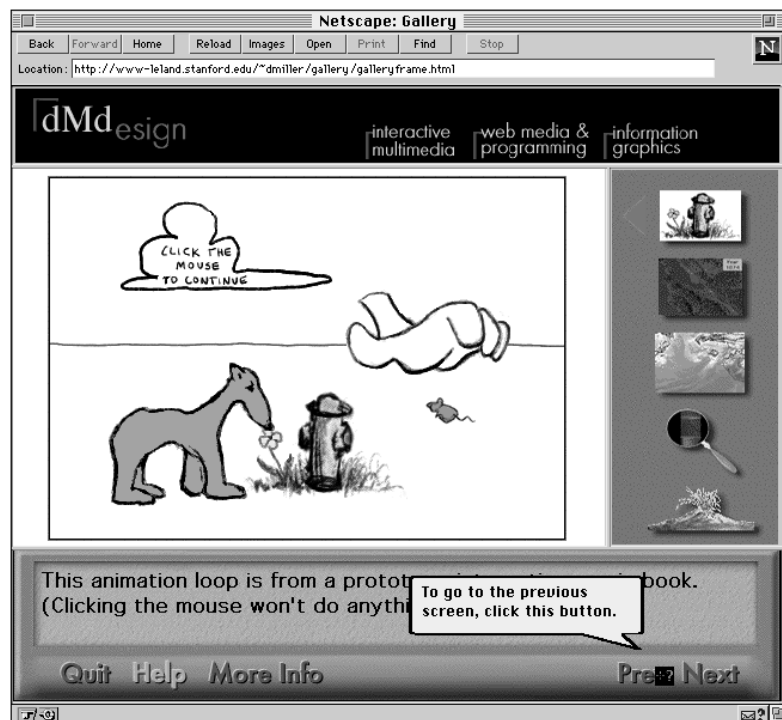 Netscape: Gallery
Back Forward Home Reload Images Open Print Find Stop
N
Location: http://www-leland.stanford.edu/~dmiller/gallery/galleryframe.html
dMdesign
interactive multimedia
web media & programming
information graphics
CLICK THE
MOUSE
TO CONTINUE
This animation loop is from a book.
(Clicking the mouse won't do
To go to the previous
screen, click this button.
Quit Help More Info Pre Next